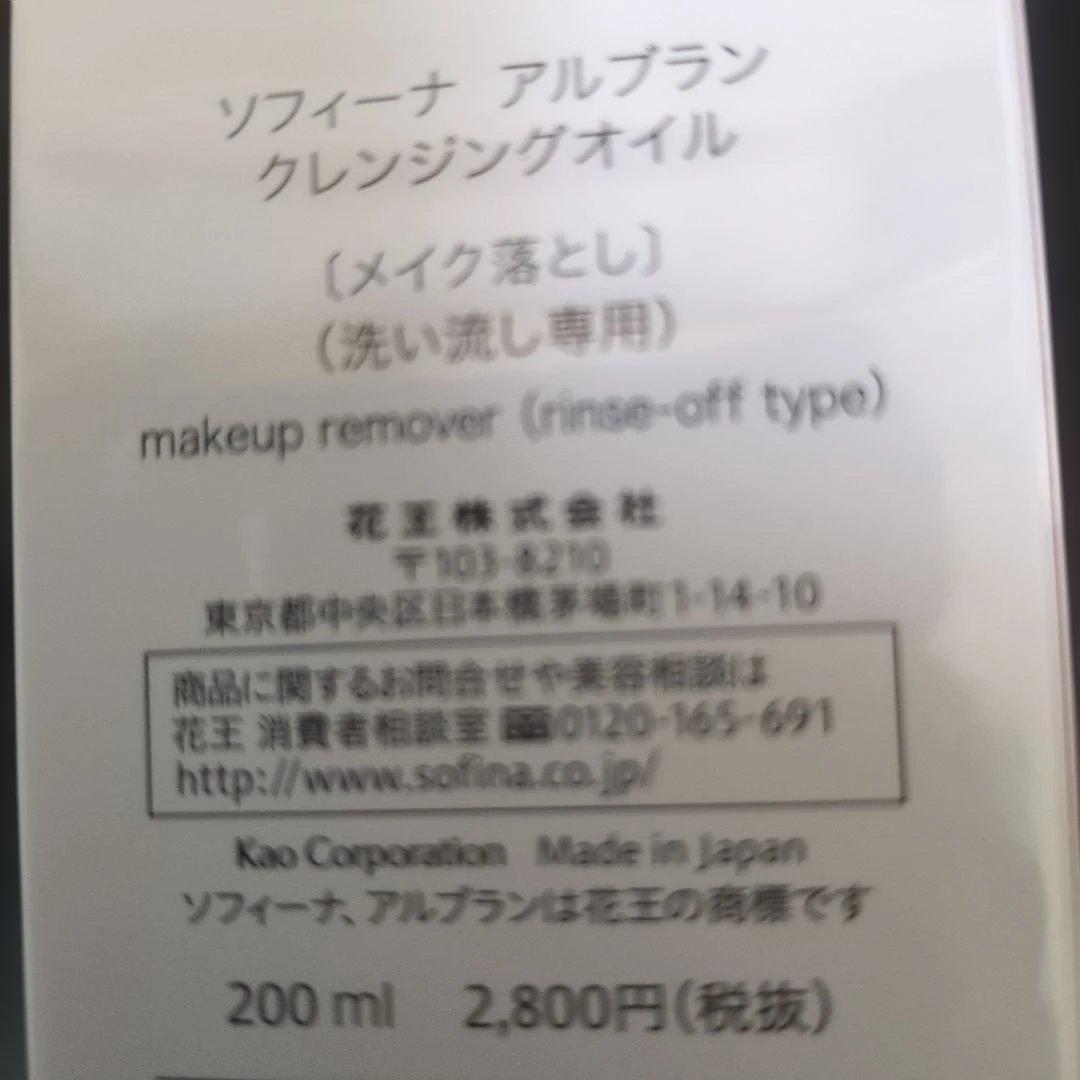 ソフィーナ アルブラン
クレンジングオイル
〔メイク落とし〕
（洗い流し専用）
makeup remover（rinse-off type）
花王株式会社
〒103-8210
東京都中央区日本橋茅場町1-14-10
商品に関するお問合せや美容相談は
花王 消費者相談室 0120-165-691
http://www.sofina.co.jp/
Kao Corporation Made in Japan
ソフィーナ、アルブランは花王の商標です
200 ml 2,800円（税抜）